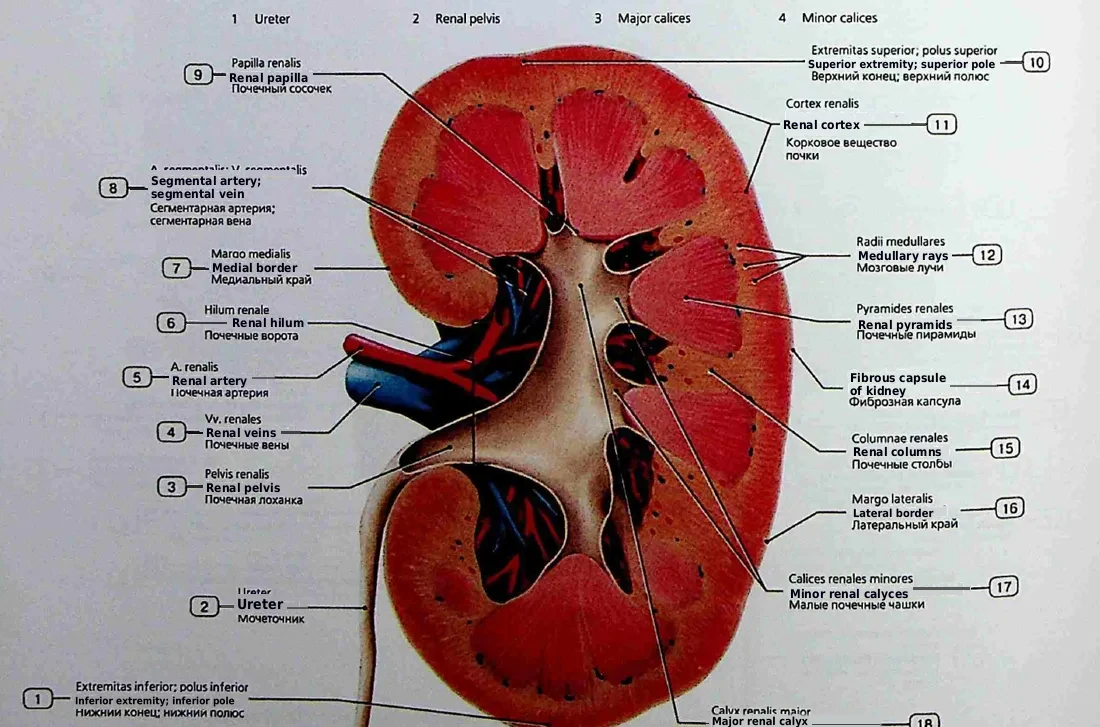 1 Ureter 2 Renal pelvis 3 Major calices 4 Minor calices
9
Papilla renalis
Renal papilla
Почечный сосочек
8
A. segmentalis; V. segmentalis
Segmental artery;
segmental vein
Сегментарная артерия;
сегментарная вена
7
Margo medialis
Medial border
Медиальный край
6
Hilum renale
Renal hilum
Почечные ворота
5
A. renalis
Renal artery
Почечная артерия
4
Vv. renales
Renal veins
Почечные вены
3
Pelvis renalis
Renal pelvis
Почечная лоханка
2
Ureter
Ureter
Мочеточник
1
Extremitas inferior; polus inferior
Inferior extremity; inferior pole
Нижний конец; нижний полюс
Extremitas superior; polus superior
Superior extremity; superior pole
Верхний конец; верхний полюс
10
Cortex renalis
Renal cortex
Корковое вещество
почки
11
Radii medullares
Medullary rays
Мозговые лучи
12
Pyramides renales
Renal pyramids
Почечные пирамиды
13
Fibrous capsule
of kidney
Фиброзная капсула
14
Columnae renales
Renal columns
Почечные столбы
15
Margo lateralis
Lateral border
Латеральный край
16
Calices renales minores
Minor renal calyces
Малые почечные чашки
17
Calyx renalis major
Major renal calyx
18